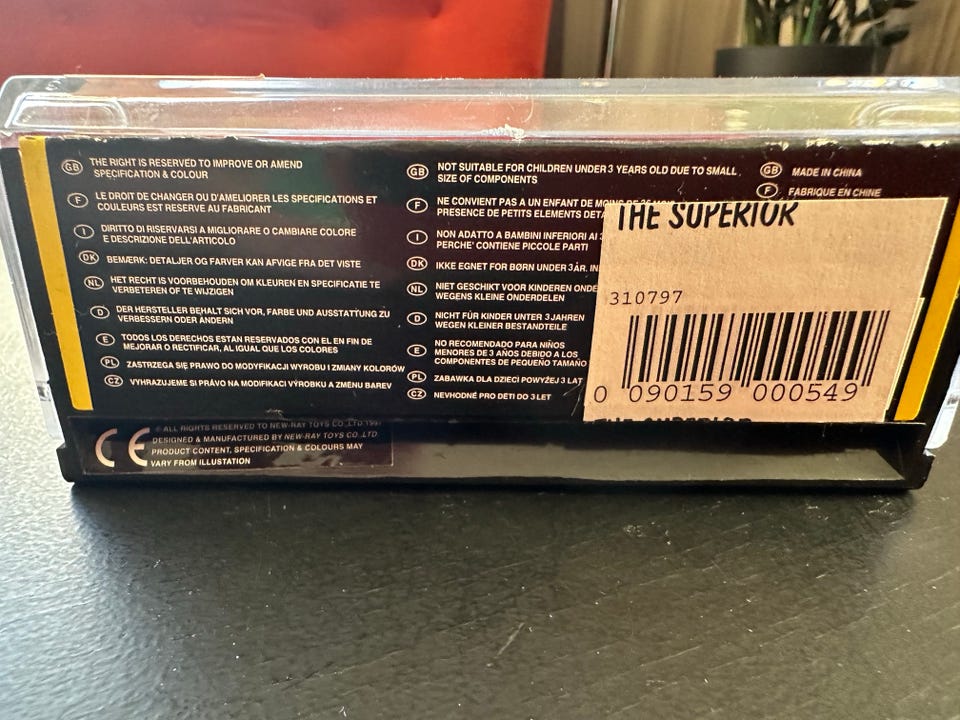 GB THE RIGHT IS RESERVED TO IMPROVE OR AMEND
SPECIFICATION & COLOUR
F LE DROIT DE CHANGER OU D'AMELIORER LES SPECIFICATIONS ET
COULEURS EST RESERVE AU FABRICANT
I DIRITTO DI RISERVARSI A MIGLIORARE O CAMBIARE COLORE
E DESCRIZIONE DELL'ARTICOLO
DK BEMÆRK: DETALJER OG FARVER KAN AFVIGE FRA DET VISTE
NL HET RECHT IS VOORBEHOUDEN OM KLEUREN EN SPECIFICATIE TE
VERBETEREN OF TE WIJZIGEN
D DER HERSTELLER BEHALT SICH VOR, FARBE UND AUSSTATTUNG ZU
VERBESSERN ODER ANDERN
E TODOS LOS DERECHOS ESTAN RESERVADOS CON EL EN FIN DE
MEJORAR O RECTIFICAR, AL IGUAL QUE LOS COLORES
PL ZASTRZEGA SIĘ PRAWO DO MODYFIKACJI WYROBU I ZMIANY KOLORÓW
CZ VYHRAZUJEME SI PRÁVO NA MODIFIKACI VÝROBKU A ZMĚNU BAREV
GB NOT SUITABLE FOR CHILDREN UNDER 3 YEARS OLD DUE TO SMALL
SIZE OF COMPONENTS
F NE CONVIENT PAS A UN ENFANT DE MOINS DE 36
PRESENCE DE PETITS ELEMENTS
I NON ADATTO A BAMBINI INFERIORI AI 3
PERCHE' CONTIENE PICCOLE PARTI
DK IKKE EGNET FOR BØRN UNDER 3 ÅR.
NL NIET GESCHIKT VOOR KINDEREN
WEGENS KLEINE ONDERDELEN
D NICHT FÜR KINDER UNTER 3 JAHREN
WEGEN KLEINER BESTANDTEILE
E NO RECOMENDADO PARA NIÑOS
MENORES DE 3 AÑOS DEBIDO A LOS
COMPONENTES DE PEQUEÑO TAMAÑO
PL ZABAWKA DLA DZIECI POWYŻEJ 3 LAT
CZ NEVHODNÉ PRO DETI DO 3 LET
GB MADE IN CHINA
F FABRIQUE EN CHINE
THE SUPERIOR
310797
0 090159 000549
THE SUPERIOR
CE
© ALL RIGHTS RESERVED TO NEW-RAY TOYS CO.,LTD.
DESIGNED & MANUFACTURED BY NEW-RAY TOYS CO.,LTD.
PRODUCT CONTENT, SPECIFICATION & COLOURS MAY
VARY FROM ILLUSTATION